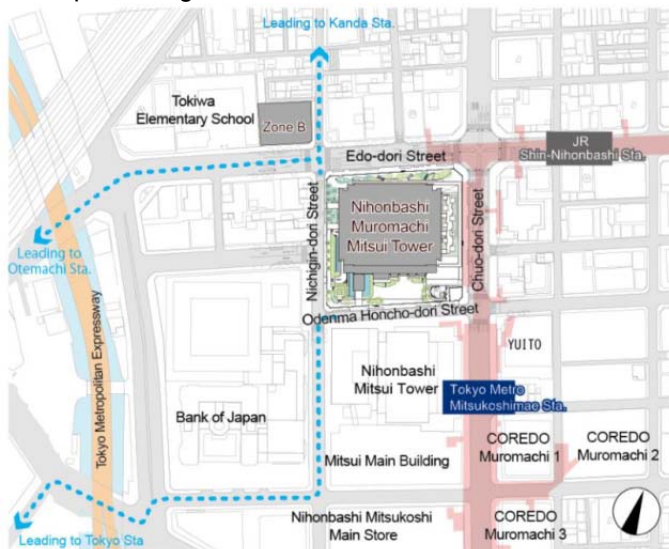 Leading to Kanda Sta.
Tokiwa
Elementary School
Zone B
JR
Shin-Nihonbashi Sta.
Edo-dori Street
Nihonbashi
Muromachi
Mitsui Tower
Nichigin-dori Street
Chuo-dori Street
Leading to
Otemachi Sta.
Odenma Honcho-dori Street
Tokyo Metropolitan Expressway
YUITO
Nihonbashi
Mitsui Tower
Tokyo Metro
Mitsukoshimae Sta.
Bank of Japan
Mitsui Main Building
COREDO
Muromachi 1
COREDO
Muromachi 2
Leading to Tokyo Sta
Nihonbashi Mitsukoshi
Main Store
COREDO
Muromachi 3